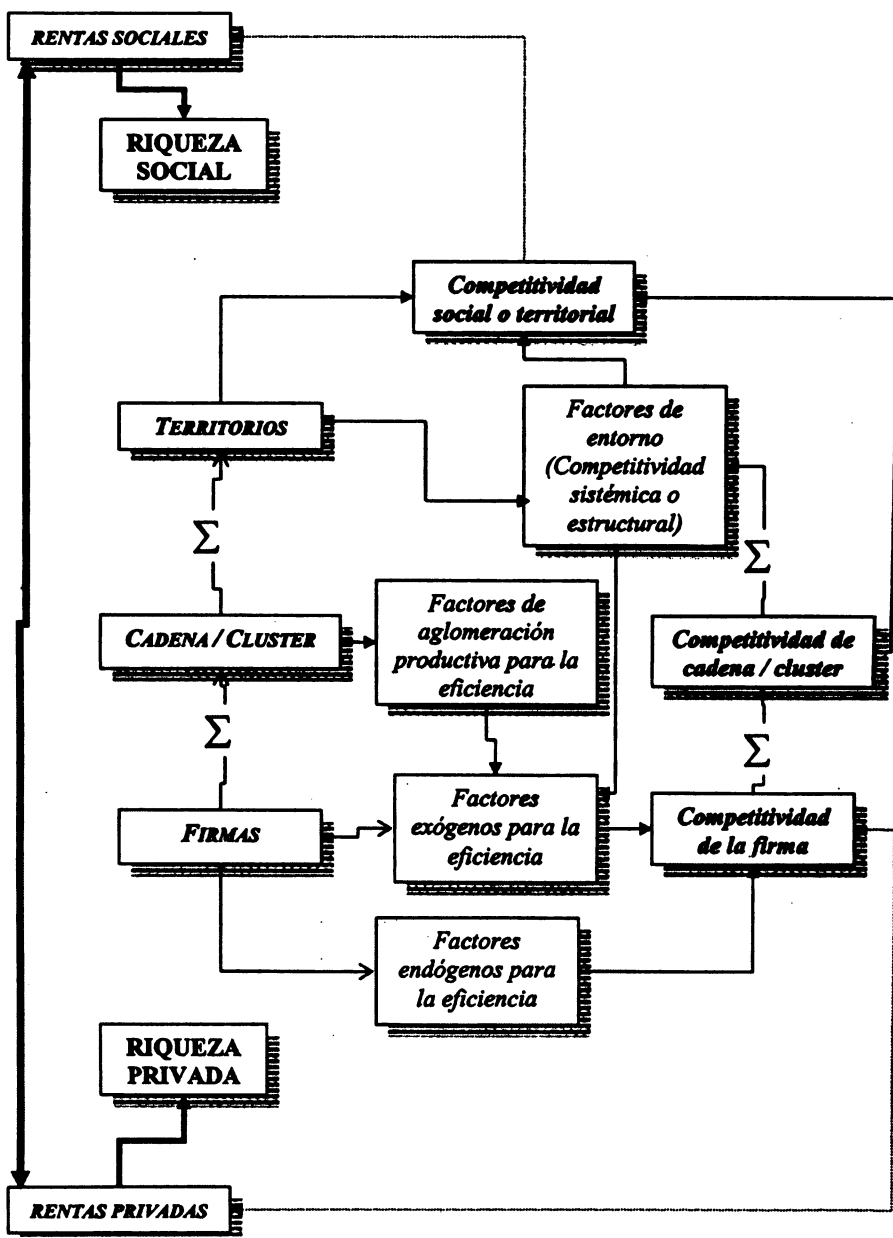 RENTAS SOCIALES
RIQUEZA
SOCIAL
Competitividad
social o territorial
TERRITORIOS
Factores de
entorno
(Competitividad
sistémica o
estructural)
Σ
Σ
CADENA / CLUSTER
Factores de
aglomeración
productiva para la
eficiencia
Competitividad de
cadena / cluster
Σ
Σ
FIRMAS
Factores
exógenos para la
eficiencia
Competitividad
de la firma
Factores
endógenos para
la eficiencia
RIQUEZA
PRIVADA
RENTAS PRIVADAS